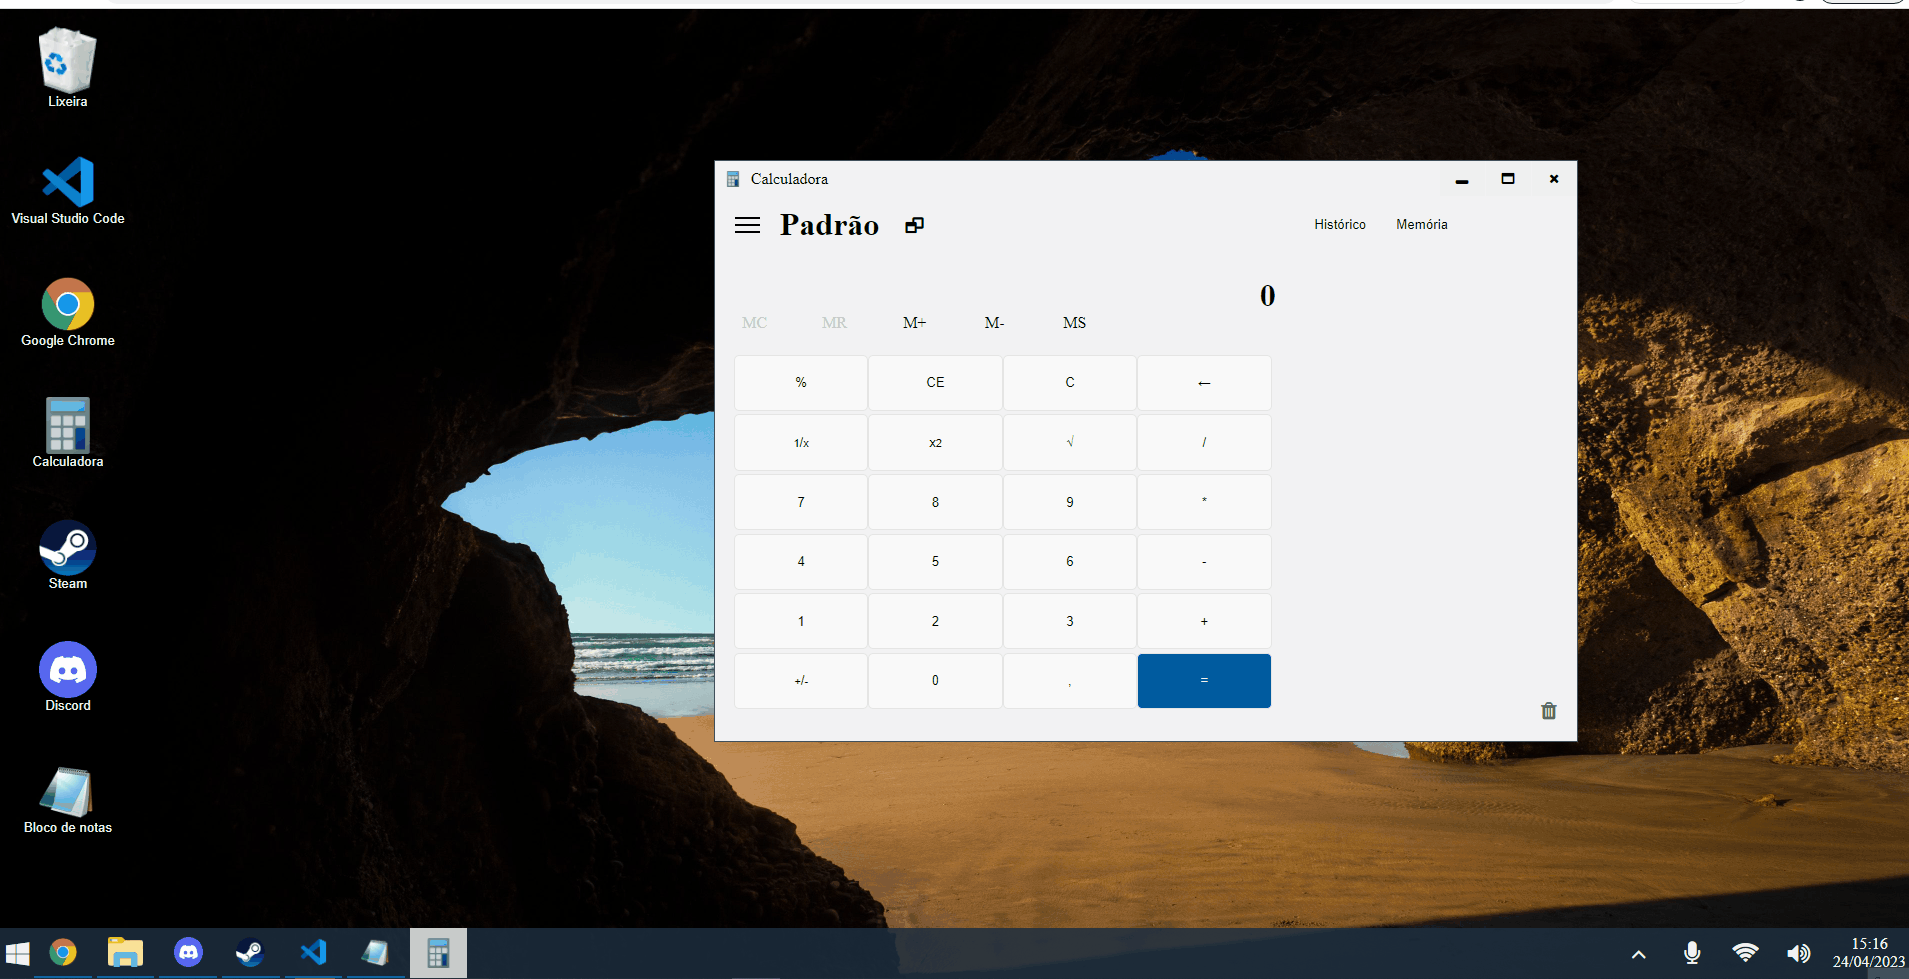 Lixeira
Visual Studio Code
Google Chrome
Calculadora
Steam
Discord
Bloco de notas
Calculadora
Padrão
Histórico Memória
0
MC MR M+ M- MS
% CE C ←
1/x x2 √ /
7 8 9 *
4 5 6 -
1 2 3 +
+/- 0 , =
15:16
24/04/2023